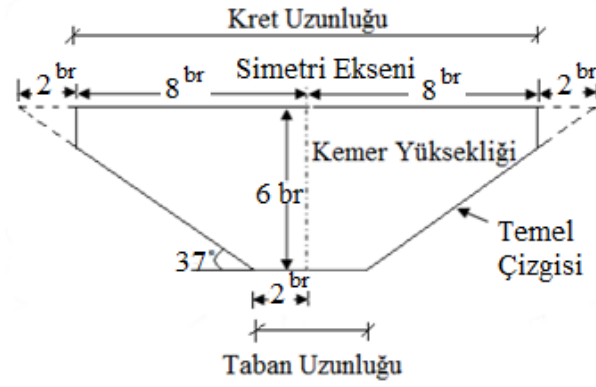 Kret Uzunluğu
2 br
8 br
Simetri Ekseni
8 br
2 br
Kemer Yüksekliği
6 br
37°
2 br
Temel
Çizgisi
Taban Uzunluğu